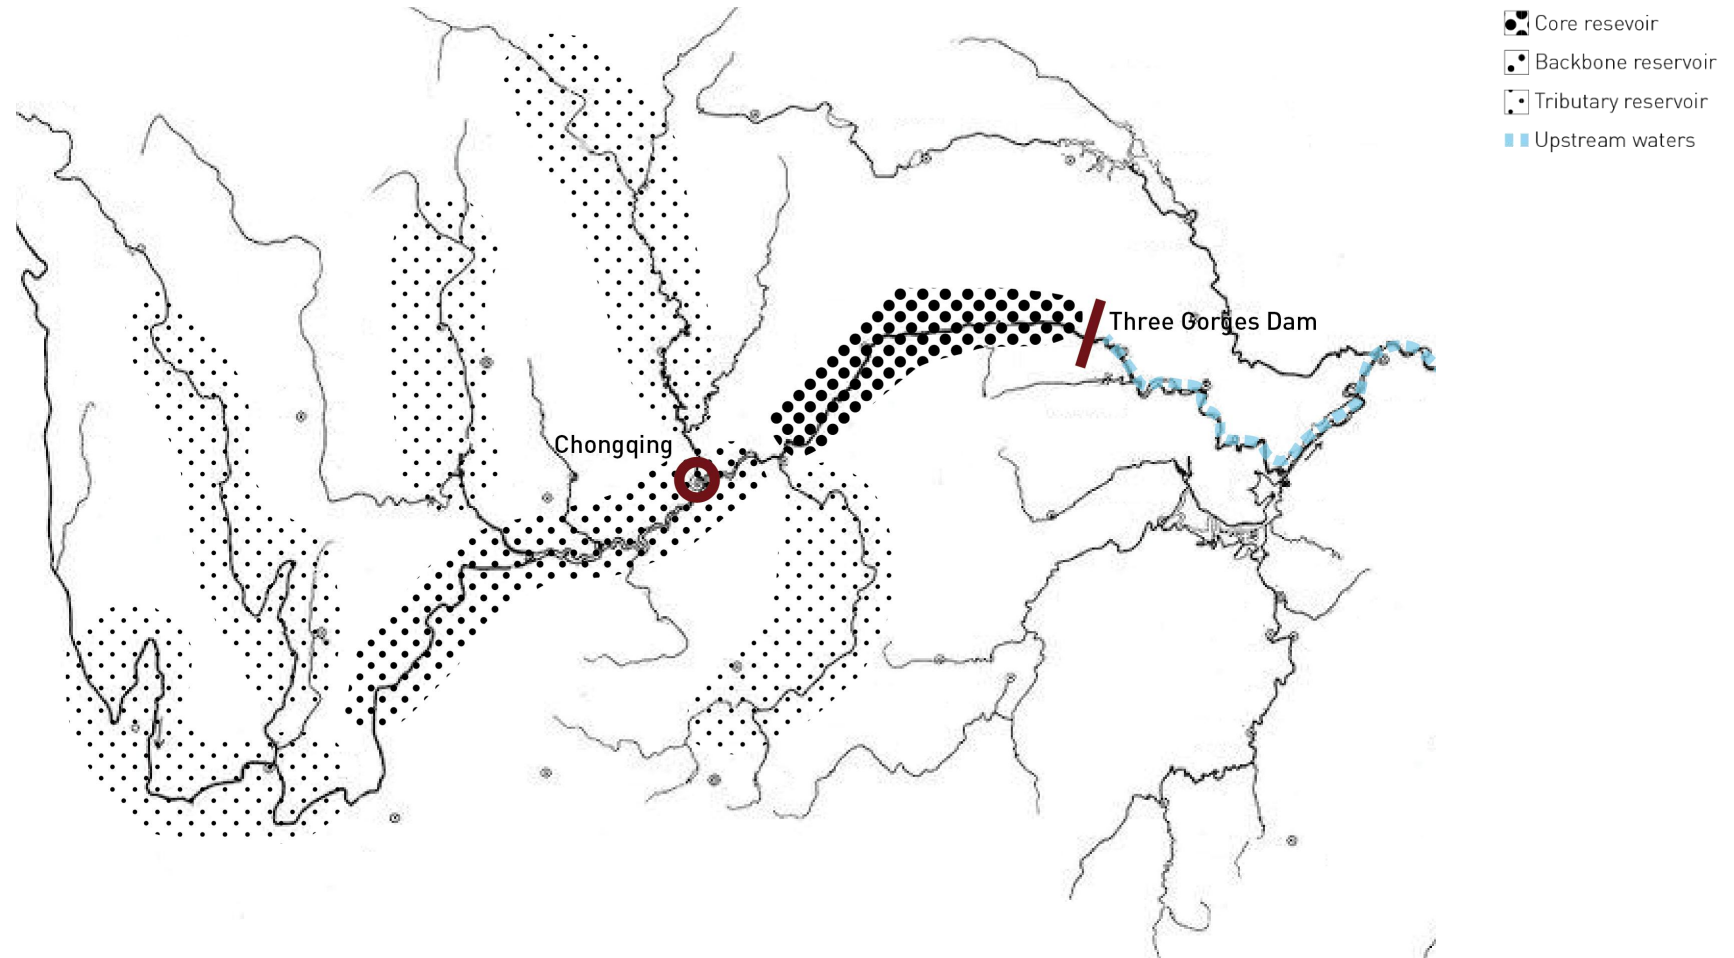 Core resevoir
Backbone reservoir
Tributary reservoir
Upstream waters
Three Gorges Dam
Chongqing